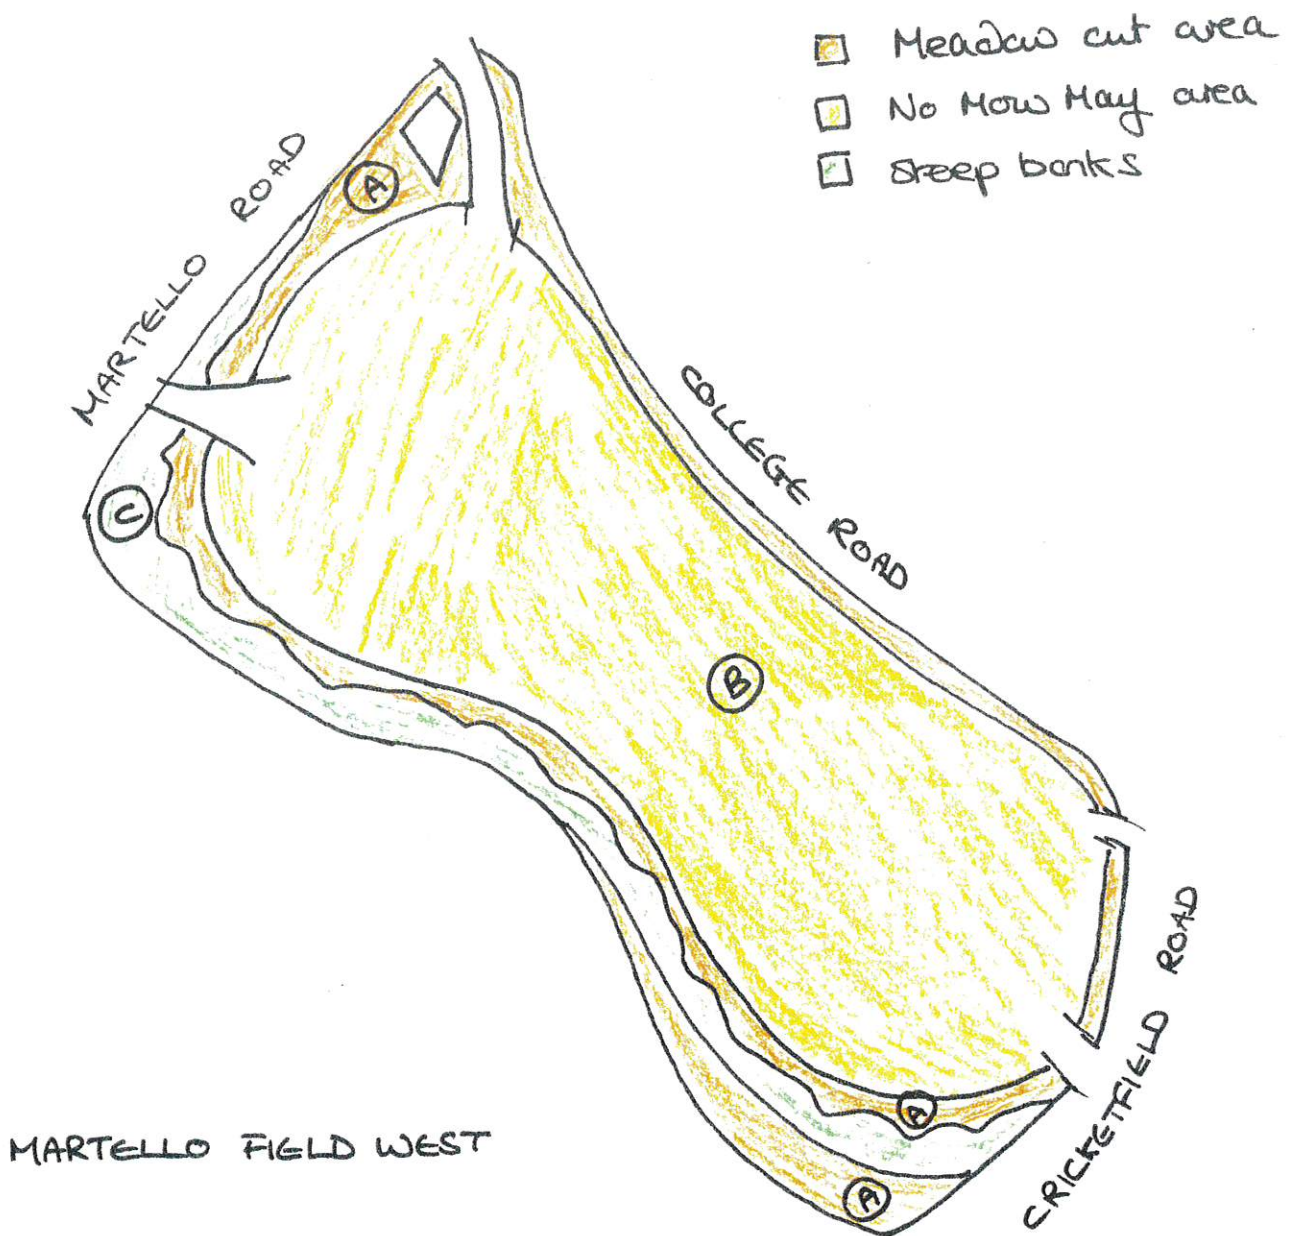 Meadow cut area
No Mow May area
steep banks
MARTELLO ROAD
A
COLLEGE ROAD
C
B
A
CRICKETFIELD ROAD
MARTELLO FIELD WEST
A